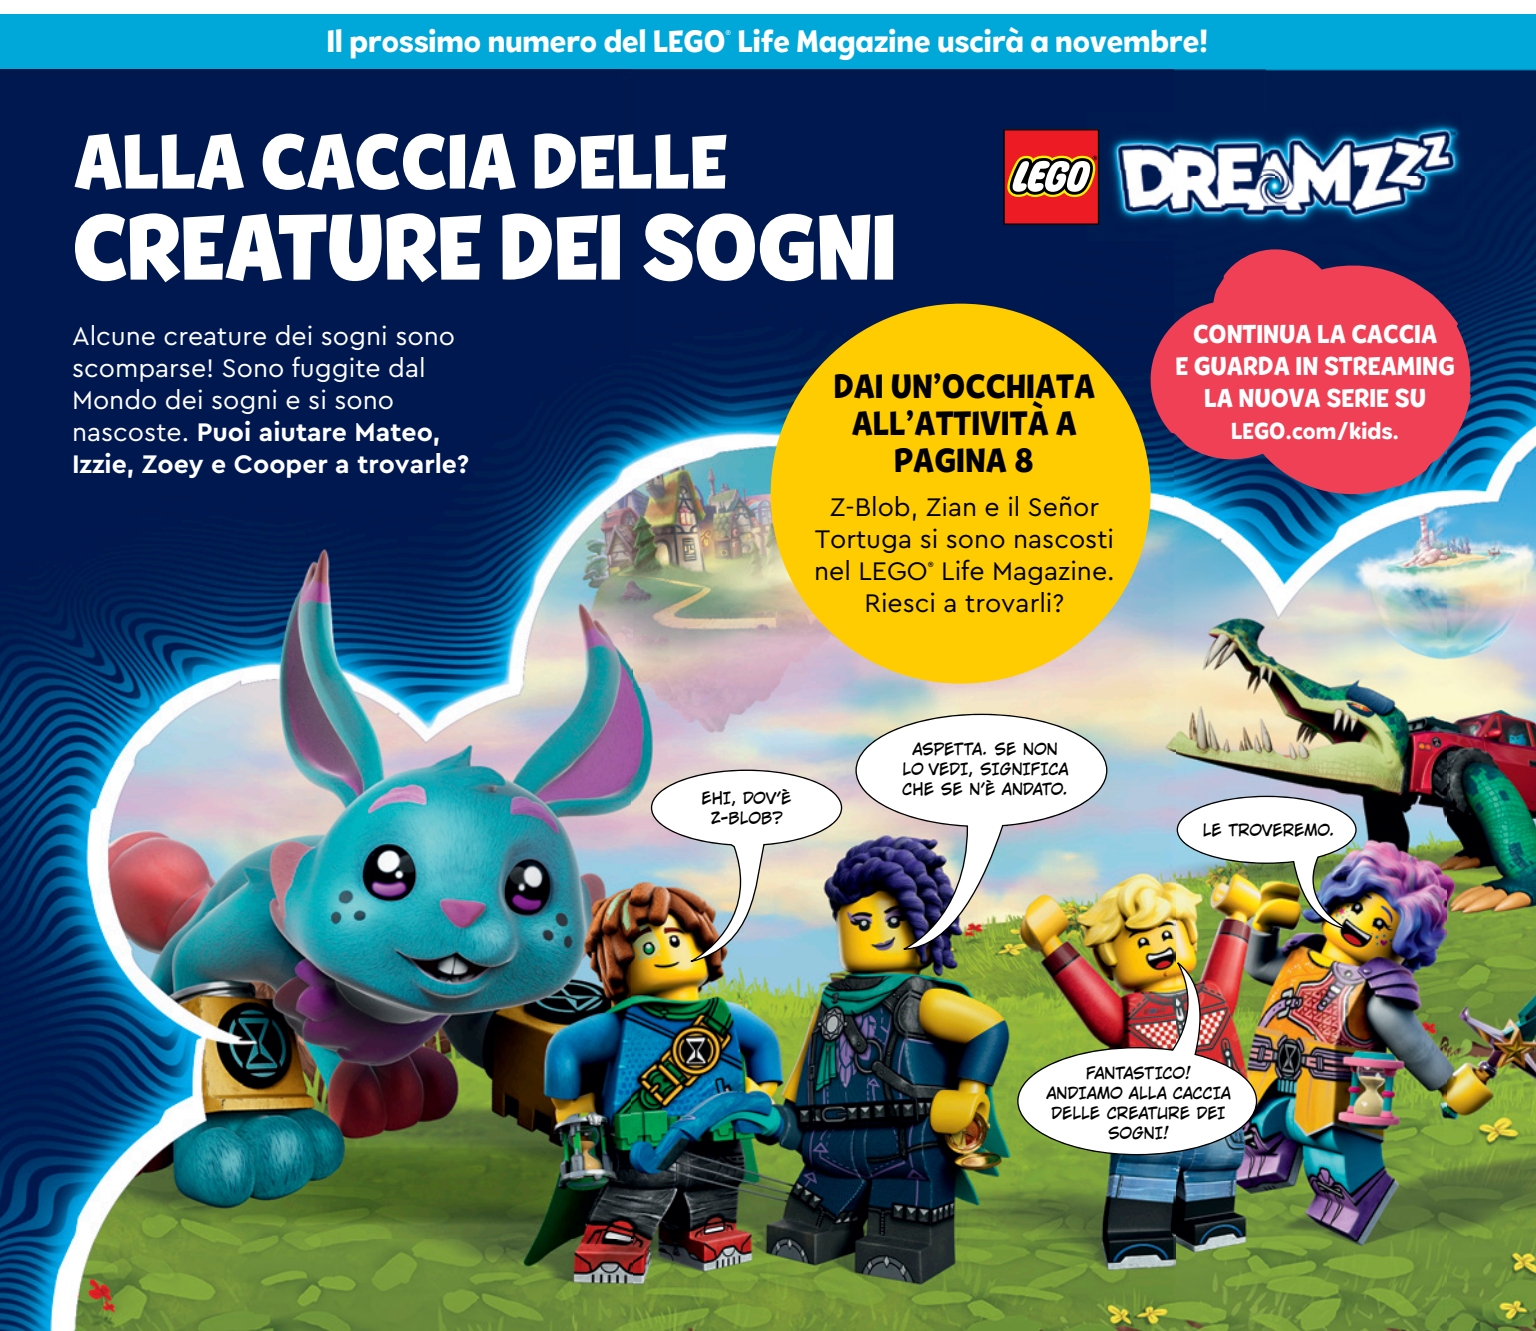 Il prossimo numero del LEGO® Life Magazine uscirà a novembre!
ALLA CACCIA DELLE
CREATURE DEI SOGNI
LEGO®
DREAMZzz
Alcune creature dei sogni sono
scomparse! Sono fuggite dal
Mondo dei sogni e si sono
nascoste. Puoi aiutare Mateo,
Izzie, Zoey e Cooper a trovarle?
DAI UN'OCCHIATA
ALL'ATTIVITÀ A
PAGINA 8
Z-Blob, Zian e il Señor
Tortuga si sono nascosti
nel LEGO® Life Magazine.
Riesci a trovarli?
CONTINUA LA CACCIA
E GUARDA IN STREAMING
LA NUOVA SERIE SU
LEGO.com/kids.
EHI, DOV'È
Z-BLOB?
ASPETTA. SE NON
LO VEDI, SIGNIFICA
CHE SE N'È ANDATO.
LE TROVEREMO.
FANTASTICO!
ANDIAMO ALLA CACCIA
DELLE CREATURE DEI
SOGNI!